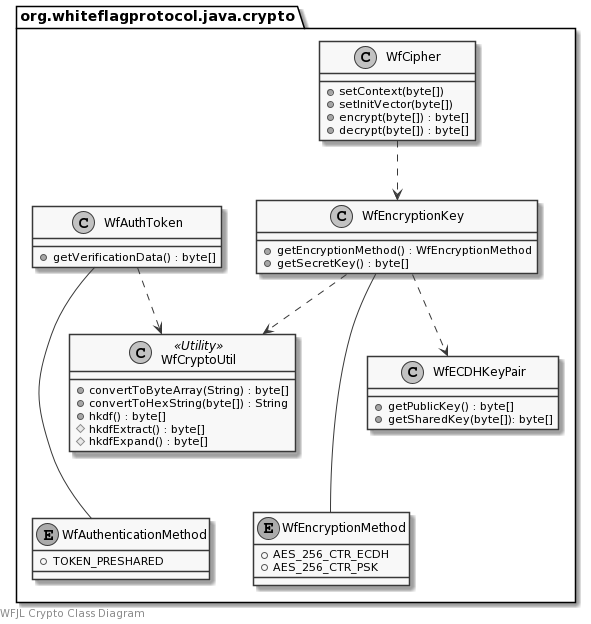 org.whiteflagprotocol.java.crypto
C WfCipher
setContext(byte[])
setInitVector(byte[])
encrypt(byte[]) : byte[]
decrypt(byte[]) : byte[]
C WfAuthToken
getVerificationData() : byte[]
C WfEncryptionKey
getEncryptionMethod() : WfEncryptionMethod
getSecretKey() : byte[]
C «Utility»
WfCryptoUtil
convertToByteArray(String) : byte[]
convertToHexString(byte[]) : String
hkdf() : byte[]
hkdfExtract() : byte[]
hkdfExpand() : byte[]
C WfECDHKeyPair
getPublicKey() : byte[]
getSharedKey(byte[]): byte[]
E WfAuthenticationMethod
TOKEN_PRESHARED
E WfEncryptionMethod
AES_256_CTR_ECDH
AES_256_CTR_PSK
WFJL Crypto Class Diagram